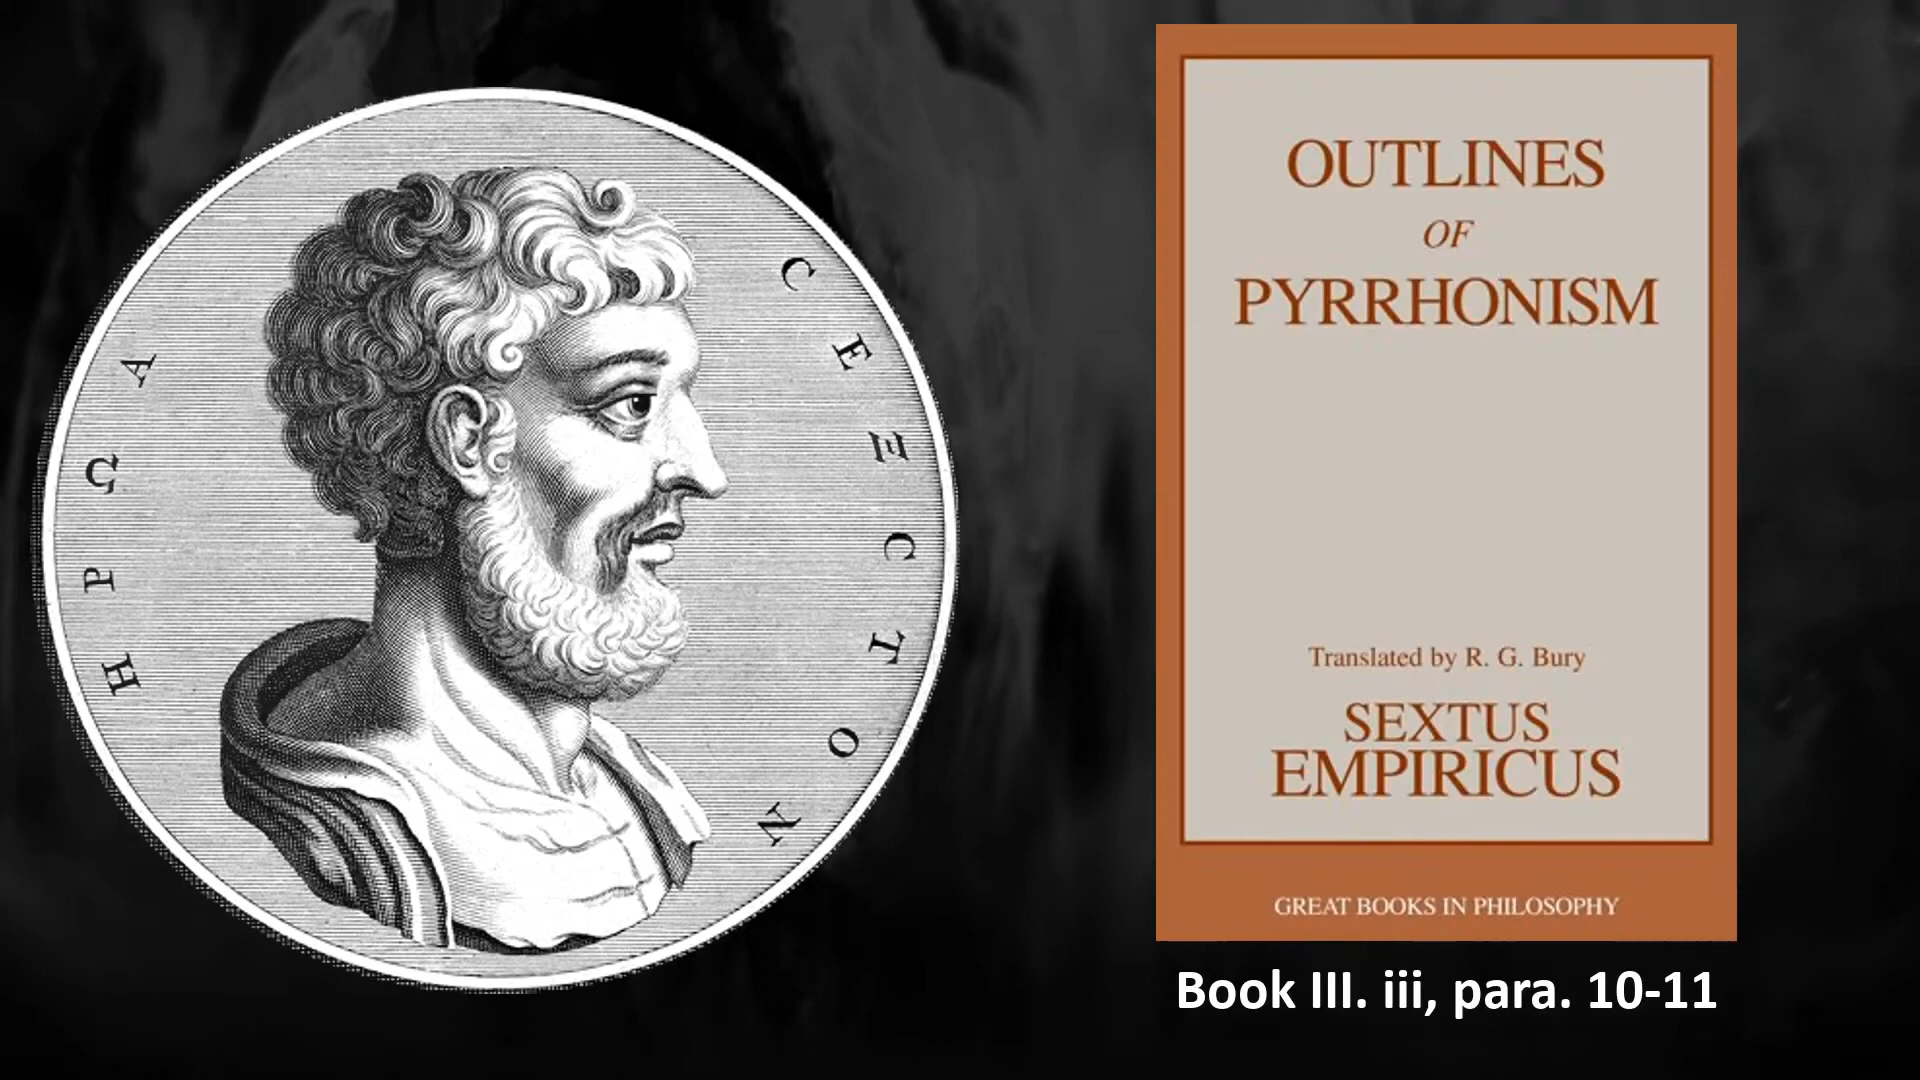 ΗΡΩΑ
CΕΞCΤΟΝ
OUTLINES
OF
PYRRHONISM
Translated by R. G. Bury
SEXTUS
EMPIRICUS
GREAT BOOKS IN PHILOSOPHY
Book III. iii, para. 10-11